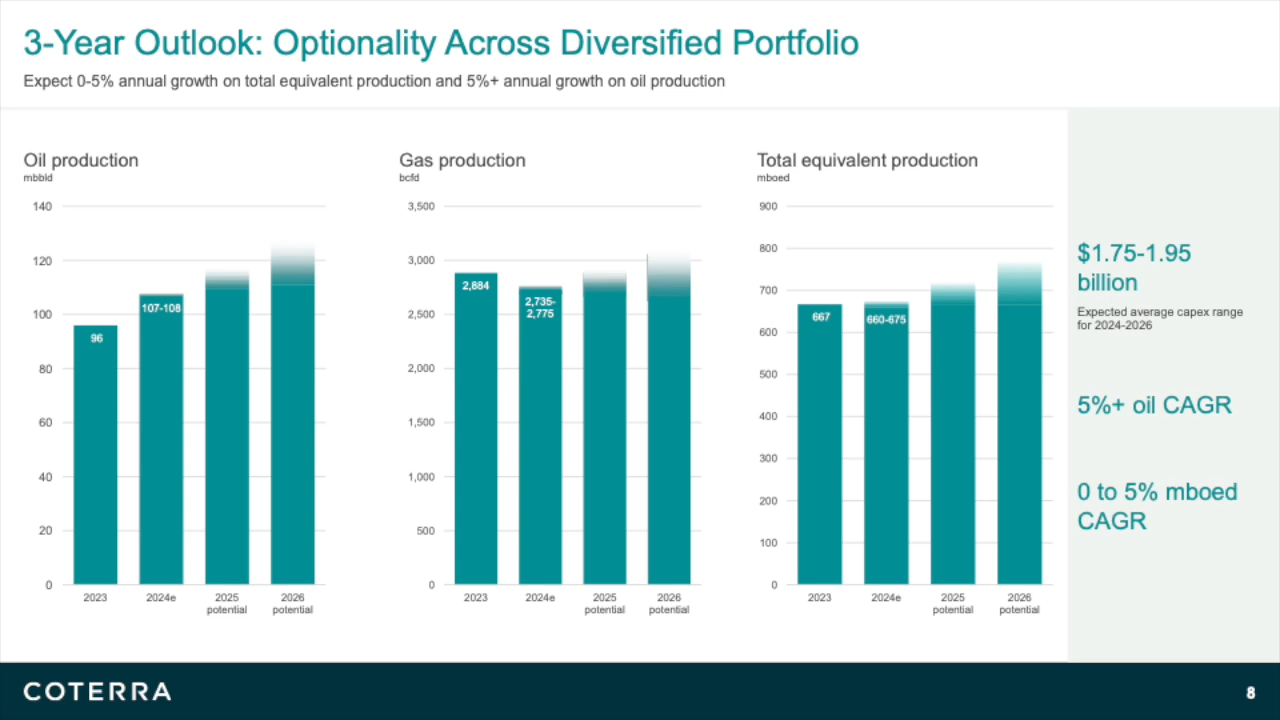 3-Year Outlook: Optionality Across Diversified Portfolio
Expect 0-5% annual growth on total equivalent production and 5%+ annual growth on oil production
Oil production
mbbld
140
120
100
80
60
40
20
0
96
107-108
2023
2024e
2025
potential
2026
potential
Gas production
bcfd
3,500
3,000
2,500
2,000
1,500
1,000
500
0
2,884
2,735-
2,775
2023
2024e
2025
potential
2026
potential
Total equivalent production
mboed
900
800
700
600
500
400
300
200
100
0
667
660-675
2023
2024e
2025
potential
2026
potential
$1.75-1.95
billion
Expected average capex range
for 2024-2026
5%+ oil CAGR
0 to 5% mboed
CAGR
COTERRA
8